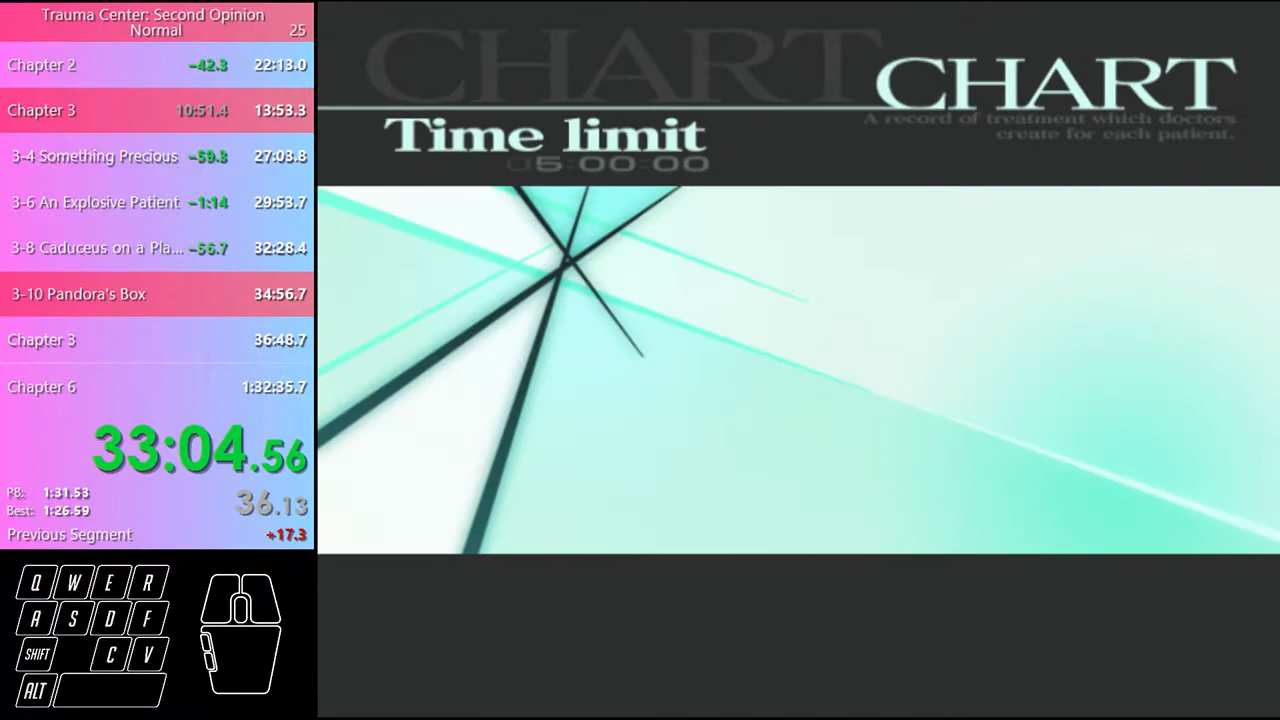 Trauma Center: Second Opinion
Normal 25
Chapter 2 -42.3 22:13.0
Chapter 3 10:51.4 13:53.3
3-4 Something Precious -59.3 27:03.8
3-6 An Explosive Patient -1:14 29:53.7
3-8 Caduceus on a Pla... -56.7 32:28.4
3-10 Pandora's Box 34:56.7
Chapter 3 36:48.7
Chapter 6 1:32:35.7
33:04.56
PB: 1:31.53
Best: 1:26.59
36.13
Previous Segment +17.3
Q W E R
A S D F
SHIFT C V
ALT
CHART
CHART
A record of treatment which doctors
create for each patient.
Time limit
05:00:00